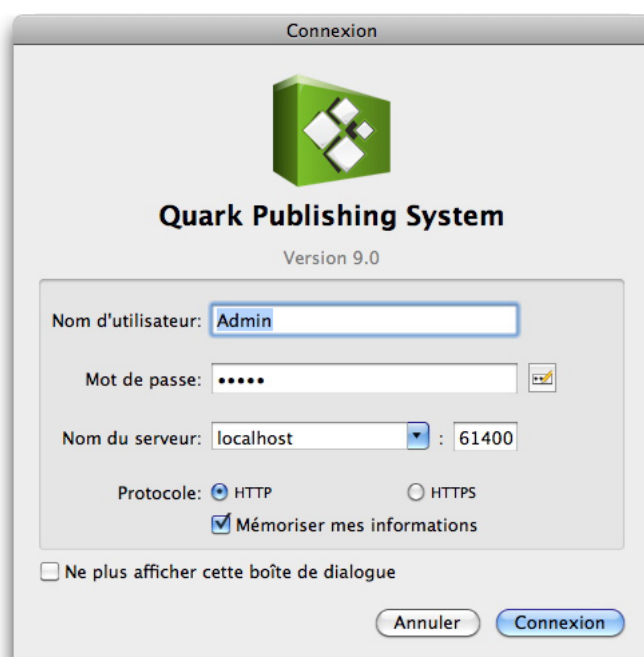 Connexion
Quark Publishing System
Version 9.0
Nom d'utilisateur: Admin
Mot de passe: •••••
Nom du serveur: localhost : 61400
Protocole: HTTP HTTPS
Mémoriser mes informations
Ne plus afficher cette boîte de dialogue
Annuler Connexion